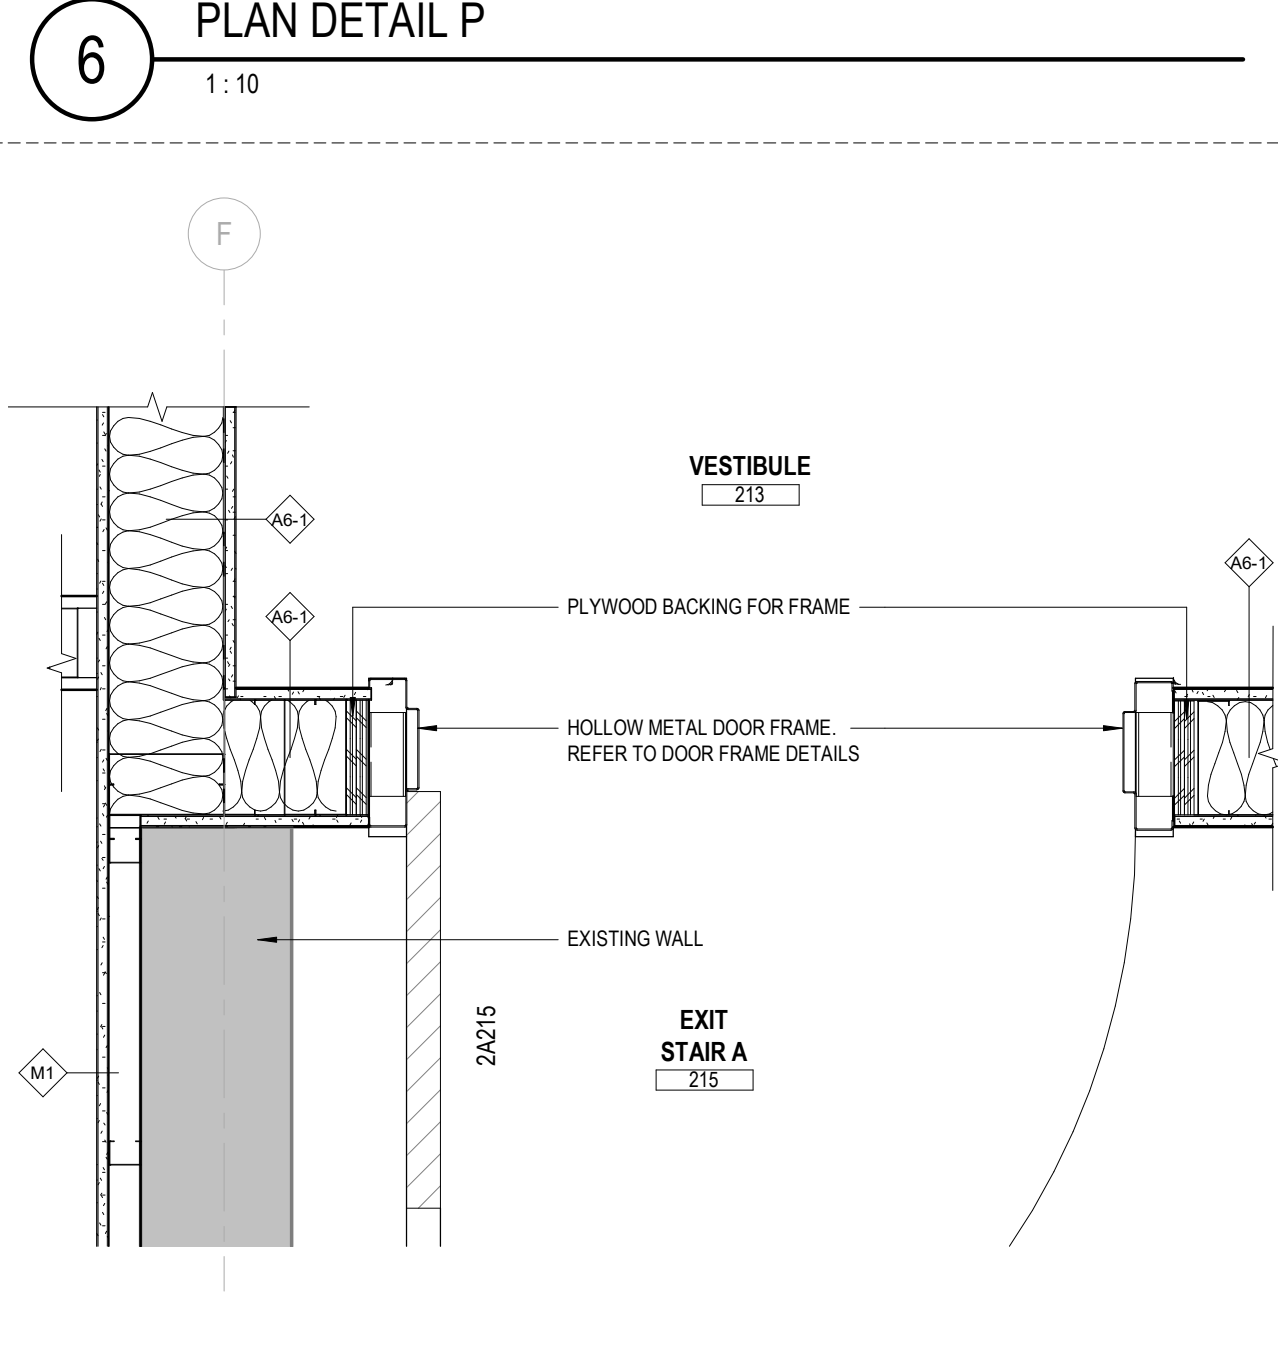 PLAN DETAIL P
6
1 : 10
F
VESTIBULE
213
A6-1
A6-1
A6-1
PLYWOOD BACKING FOR FRAME
HOLLOW METAL DOOR FRAME.
REFER TO DOOR FRAME DETAILS
EXISTING WALL
2A215
EXIT
STAIR A
215
M1